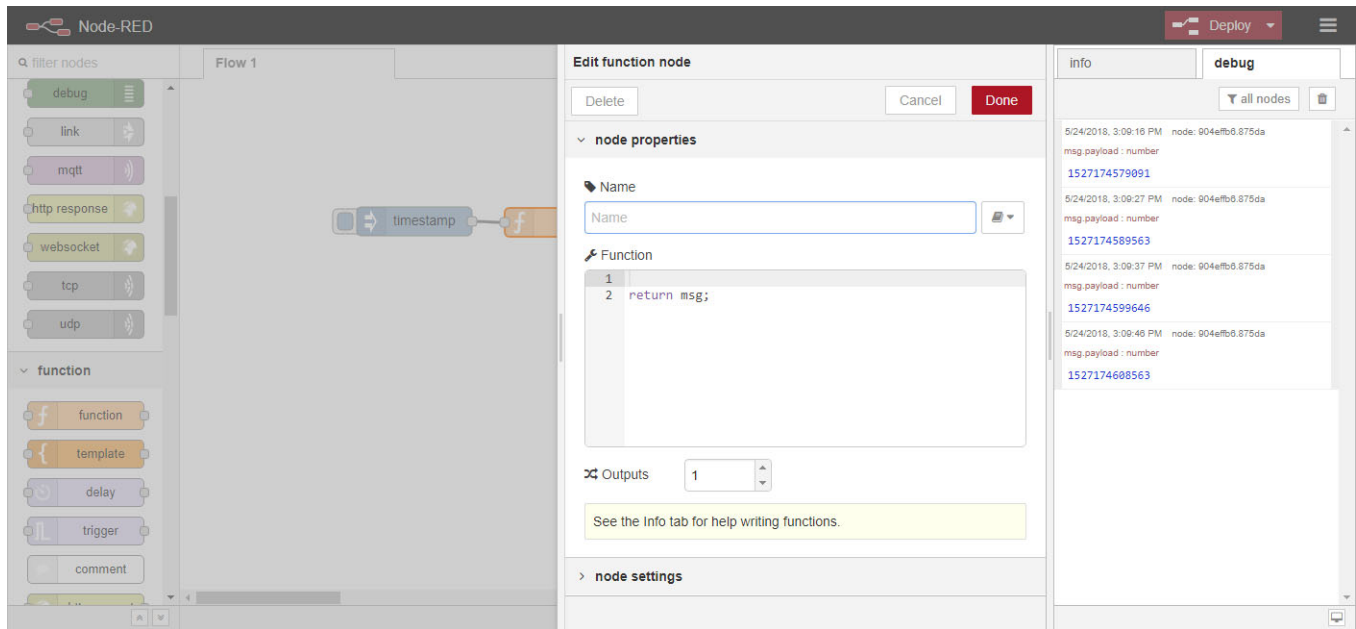 Node-RED
Deploy
filter nodes
debug
link
mqtt
http response
websocket
tcp
udp
function
function
template
delay
trigger
comment
Flow 1
timestamp
Edit function node
Delete
Cancel
Done
node properties
Name
Name
Function
1
2 return msg;
Outputs
1
See the Info tab for help writing functions.
node settings
info
debug
all nodes
5/24/2018, 3:09:16 PM node: 904effb6.875da
msg.payload : number
1527174579091
5/24/2018, 3:09:27 PM node: 904effb6.875da
msg.payload : number
1527174589563
5/24/2018, 3:09:37 PM node: 904effb6.875da
msg.payload : number
1527174599646
5/24/2018, 3:09:46 PM node: 904effb6.875da
msg.payload : number
1527174608563